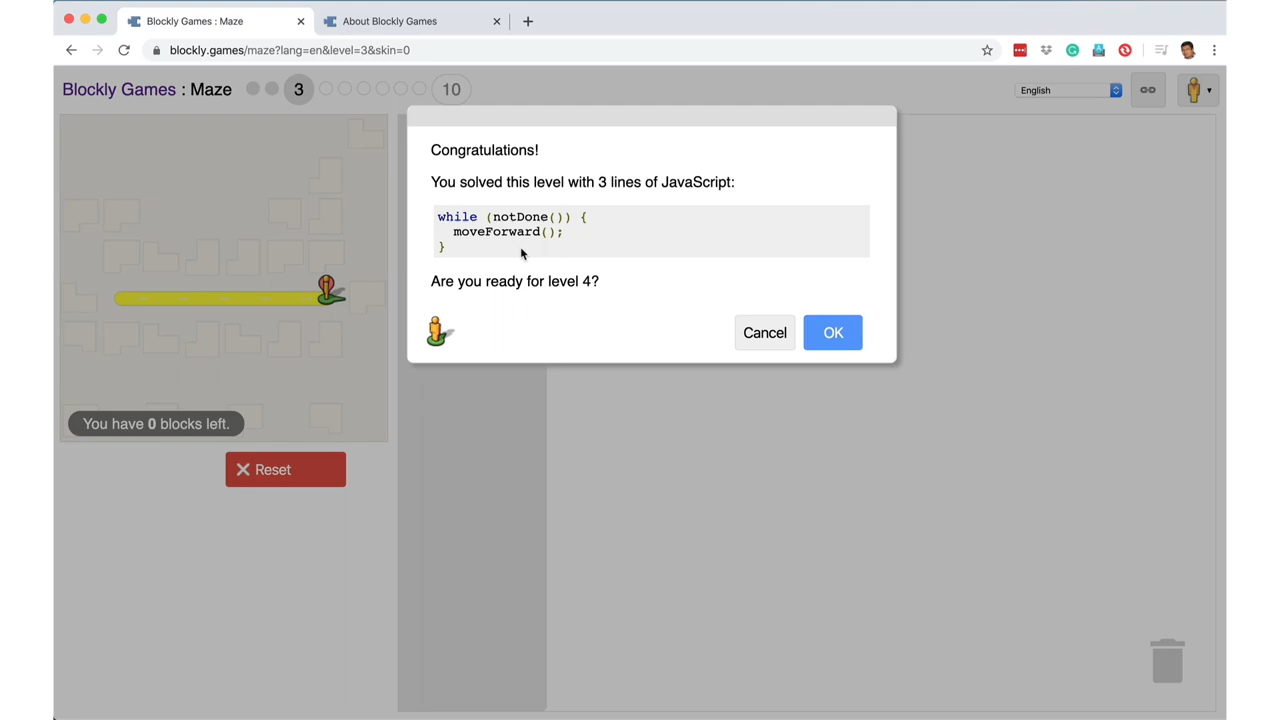 Blockly Games : Maze
About Blockly Games
blockly.games/maze?lang=en&level=3&skin=0
Blockly Games : Maze
3
10
English
Congratulations!
You solved this level with 3 lines of JavaScript:
while (notDone()) {
moveForward();
}
Are you ready for level 4?
Cancel
OK
You have 0 blocks left.
Reset